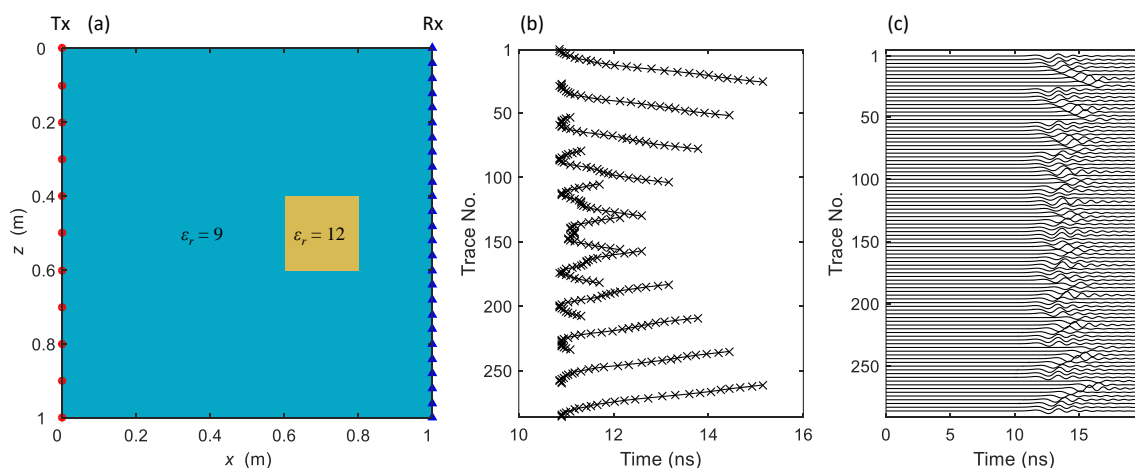 Tx (a) Rx
0
0.2
0.4
0.6
0.8
1
z (m)
εr = 9
εr = 12
0 0.2 0.4 0.6 0.8 1
x (m)
(b)
1
50
100
150
200
250
Trace No.
10 12 14 16
Time (ns)
(c)
1
50
100
150
200
250
Trace No.
0 5 10 15
Time (ns)